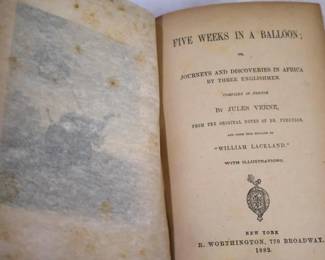 FIVE WEEKS IN A BALLOON;
OR,
JOURNEYS AND DISCOVERIES IN AFRICA
BY THREE ENGLISHMEN.
COMPILED IN FRENCH
BY JULES VERNE,
FROM THE ORIGINAL NOTES OF DR. FERGUSON,
AND DONE INTO ENGLISH BY
"WILLIAM LACKLAND."
WITH ILLUSTRATIONS.
NEW YORK
R. WORTHINGTON, 770 BROADWAY.
1882.